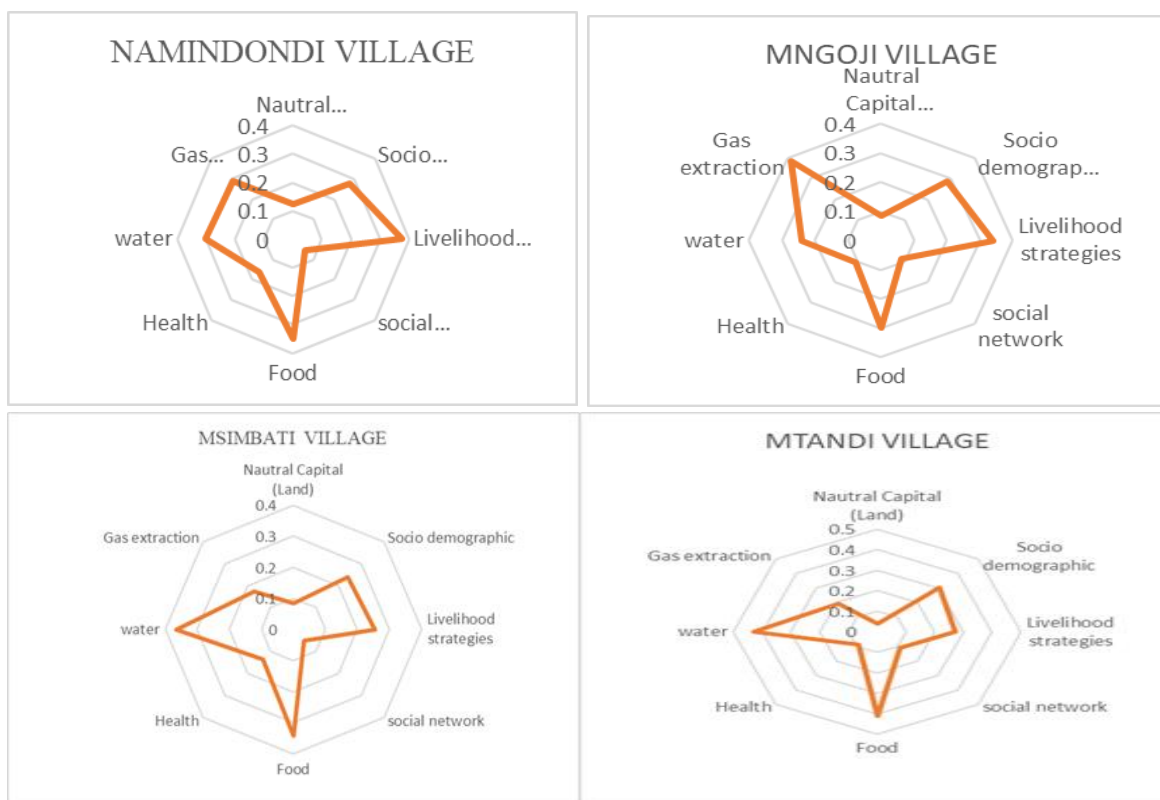 NAMINDONDI VILLAGE
Nautral...
0.4
0.3
0.2
0.1
0
Socio ...
Livelihood...
social...
Food
Health
water
Gas...
MNGOJI VILLAGE
Nautral
Capital...
0.4
0.3
0.2
0.1
0
Socio
demograp...
Livelihood
strategies
social
network
Food
Health
water
Gas
extraction
MSIMBATI VILLAGE
Nautral Capital
(Land)
0.4
0.3
0.2
0.1
0
Socio demographic
Livelihood
strategies
social network
Food
Health
water
Gas extraction
MTANDI VILLAGE
Nautral Capital
(Land)
0.5
0.4
0.3
0.2
0.1
0
Socio
demographic
Livelihood
strategies
social network
Food
Health
water
Gas extraction